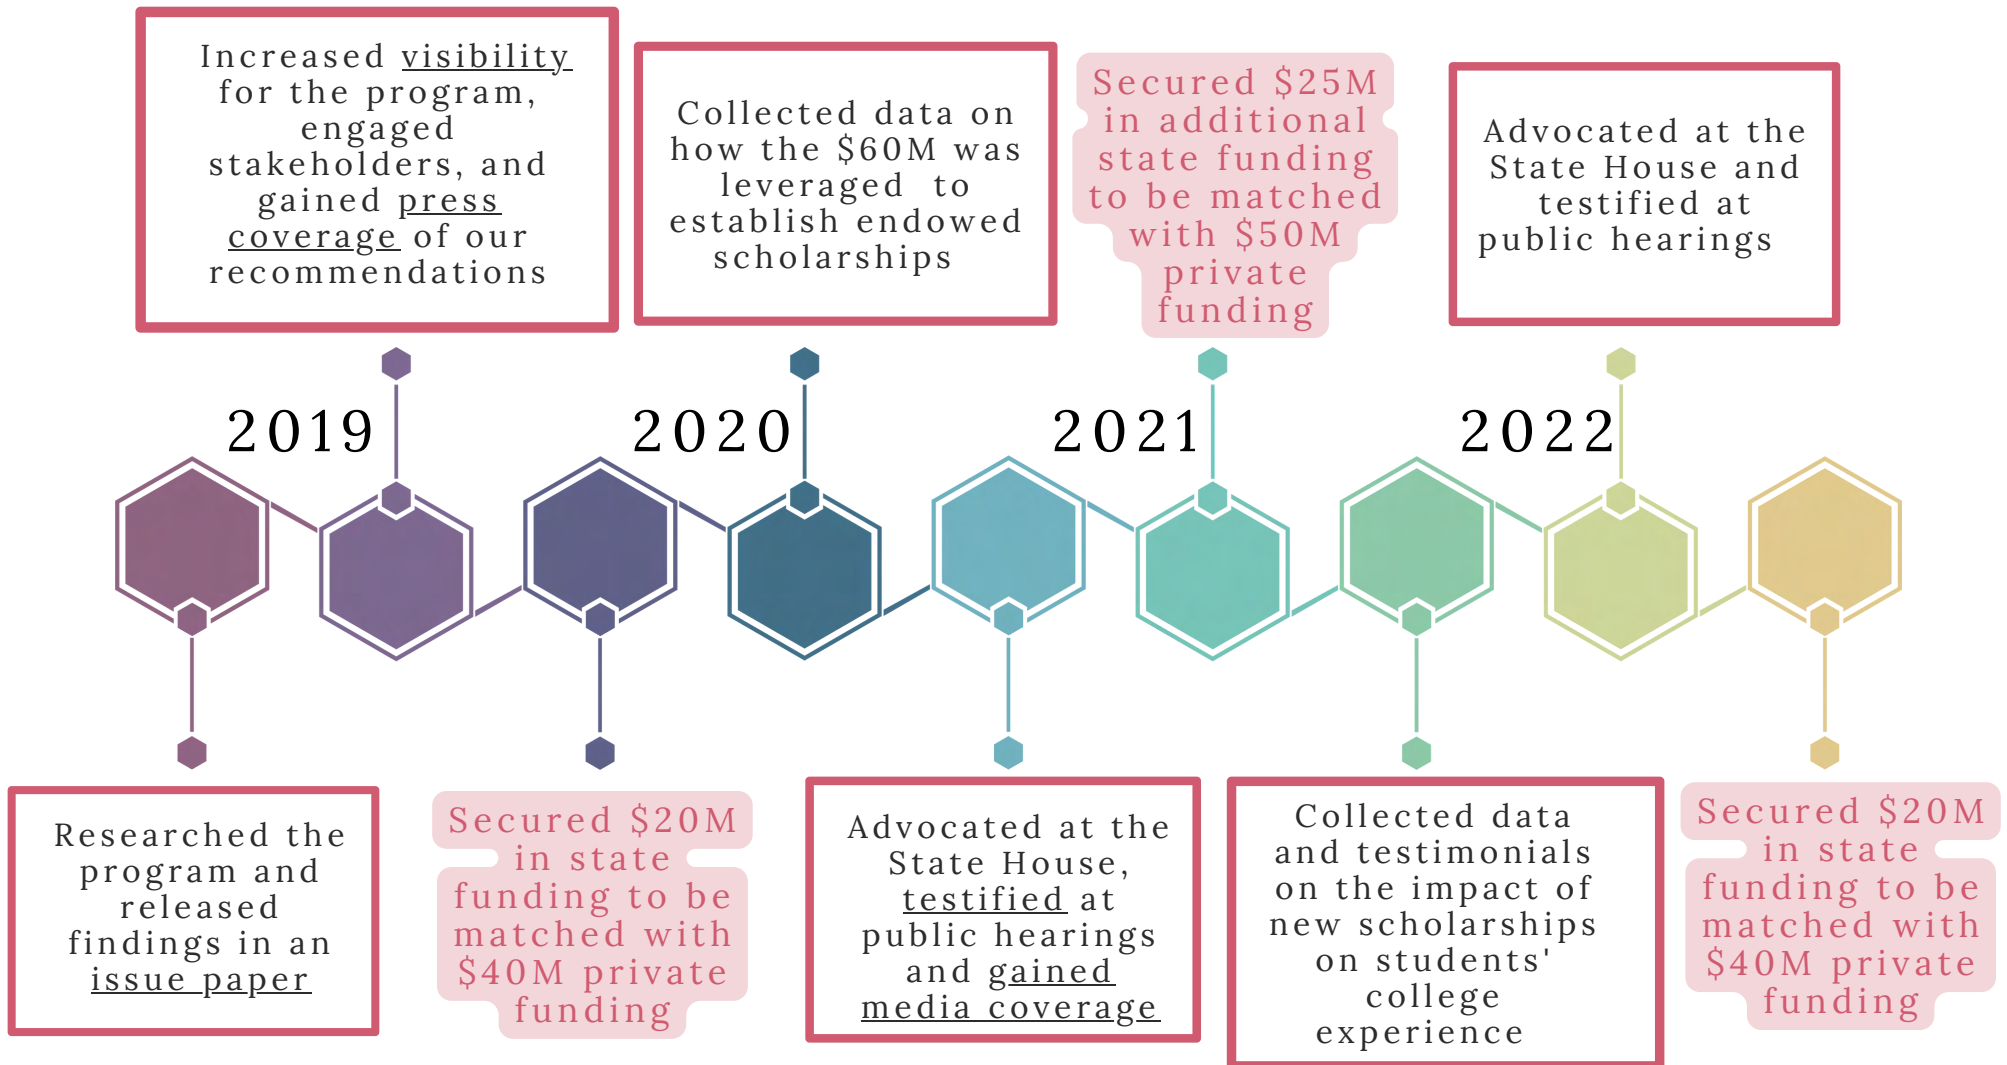 Increased visibility
for the program,
engaged
stakeholders, and
gained press
coverage of our
recommendations
Collected data on
how the $60M was
leveraged to
establish endowed
scholarships
Secured $25M
in additional
state funding
to be matched
with $50M
private
funding
Advocated at the
State House and
testified at
public hearings
2019
2020
2021
2022
Researched the
program and
released
findings in an
issue paper
Secured $20M
in state
funding to be
matched with
$40M private
funding
Advocated at the
State House,
testified at
public hearings
and gained
media coverage
Collected data
and testimonials
on the impact of
new scholarships
on students'
college
experience
Secured $20M
in state
funding to be
matched with
$40M private
funding